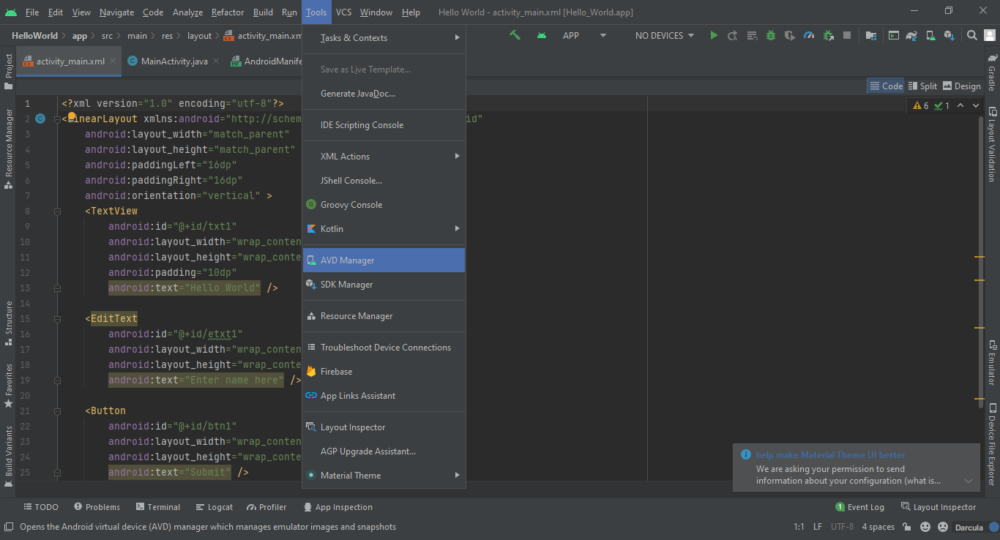 File Edit View Navigate Code Analyze Refactor Build Run Tools VCS Window Help Hello World - activity_main.xml [Hello_World.app]
HelloWorld app src main res layout activity_main.xm APP NO DEVICES
activity_main.xml MainActivity.java AndroidManife
Code Split Design
6 1
Project
Resource Manager
Structure
Favorites
Build Variants
1 <?xml version="1.0" encoding="utf-8"?>
2 <LinearLayout xmlns:android="http://schem id"
3 android:layout_width="match_parent"
4 android:layout_height="match_parent"
5 android:paddingLeft="16dp"
6 android:paddingRight="16dp"
7 android:orientation="vertical" >
8 <TextView
9 android:id="@+id/txt1"
10 android:layout_width="wrap_conten
11 android:layout_height="wrap_conte
12 android:padding="10dp"
13 android:text="Hello World" />
14
15 <EditText
16 android:id="@+id/etxt1"
17 android:layout_width="wrap_conten
18 android:layout_height="wrap_conte
19 android:text="Enter name here" />
20
21 <Button
22 android:id="@+id/btn1"
23 android:layout_width="wrap_conten
24 android:layout_height="wrap_conte
25 android:text="Submit" />
Tasks & Contexts
Save as Live Template...
Generate JavaDoc...
IDE Scripting Console
XML Actions
JShell Console...
Groovy Console
Kotlin
AVD Manager
SDK Manager
Resource Manager
Troubleshoot Device Connections
Firebase
App Links Assistant
Layout Inspector
AGP Upgrade Assistant...
Material Theme
Gradle
Layout Validation
Emulator
Device File Explorer
help make Material Theme UI better
We are asking your permission to send
information about your configuration (what is...
TODO Problems Terminal Logcat Profiler App Inspection 1 Event Log Layout Inspector
Opens the Android virtual device (AVD) manager which manages emulator images and snapshots 1:1 LF UTF-8 4 spaces Darcula